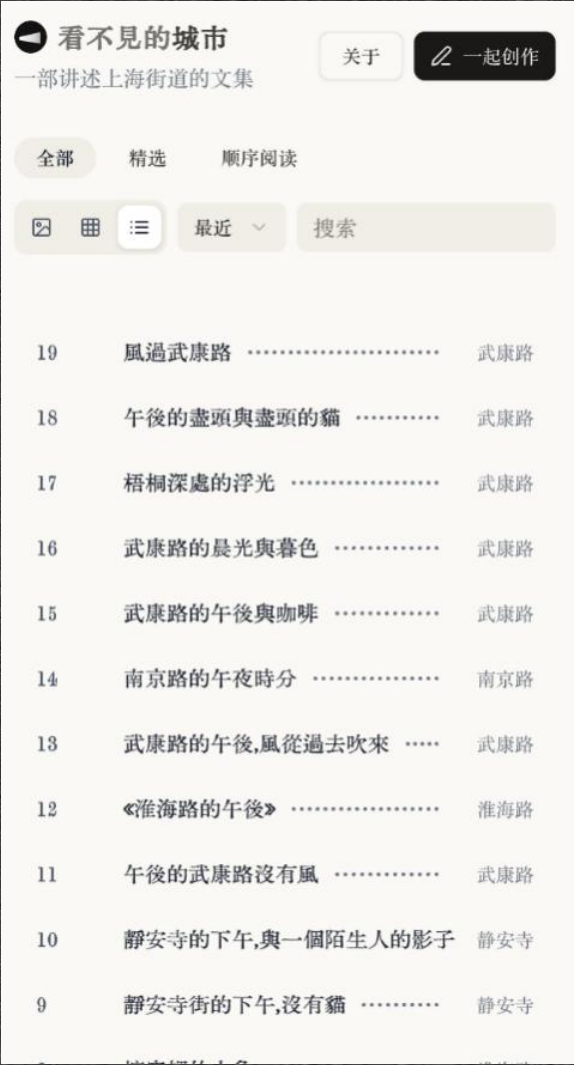 看不見的城市
一部讲述上海街道的文集
关于
一起创作
全部 精选 顺序阅读
最近 搜索
19 風過武康路 武康路
18 午後的盡頭與盡頭的貓 武康路
17 梧桐深處的浮光 武康路
16 武康路的晨光與暮色 武康路
15 武康路的午後與咖啡 武康路
14 南京路的午夜時分 南京路
13 武康路的午後,風從過去吹來 武康路
12 《淮海路的午後》 淮海路
11 午後的武康路沒有風 武康路
10 靜安寺的下午,與一個陌生人的影子 静安寺
9 靜安寺街的下午,沒有貓 静安寺